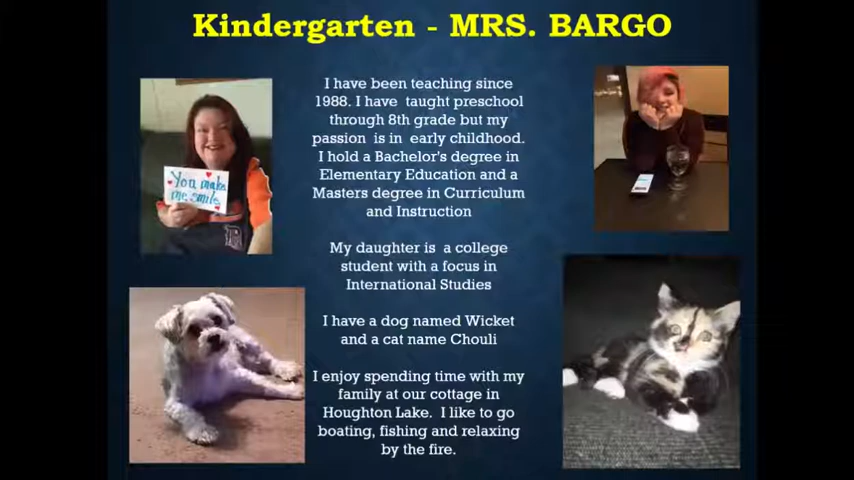 Kindergarten - MRS. BARGO
I have been teaching since
1988. I have taught preschool
through 8th grade but my
passion is in early childhood.
I hold a Bachelor's degree in
Elementary Education and a
Masters degree in Curriculum
and Instruction
My daughter is a college
student with a focus in
International Studies
I have a dog named Wicket
and a cat name Chouli
I enjoy spending time with my
family at our cottage in
Houghton Lake. I like to go
boating, fishing and relaxing
by the fire.
You make
me smile